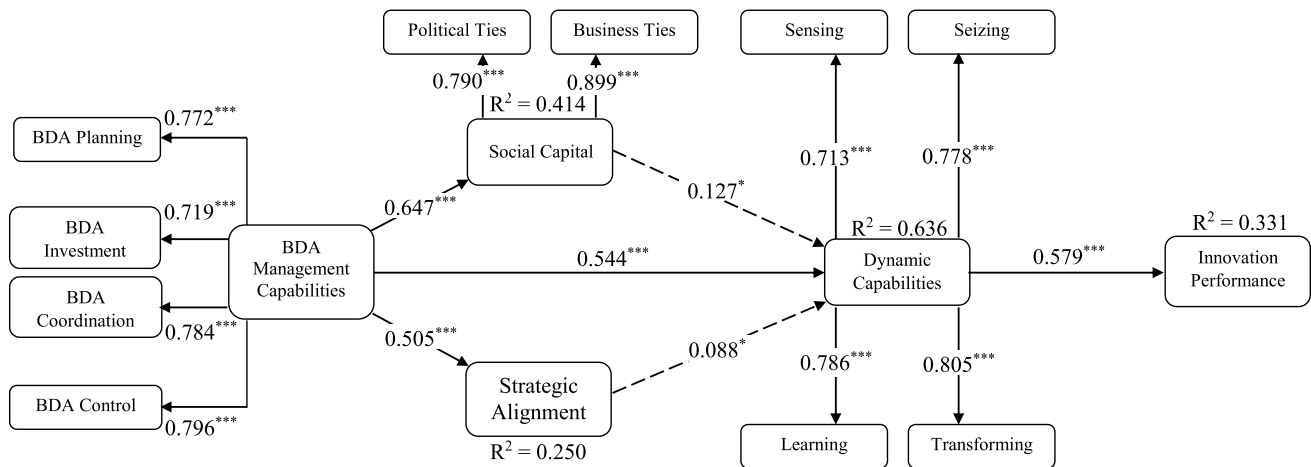 Political Ties
Business Ties
Sensing
Seizing
0.790***
0.899***
R² = 0.414
0.772***
BDA Planning
Social Capital
0.713***
0.778***
0.127*
0.647***
0.719***
BDA
Investment
R² = 0.636
R² = 0.331
BDA
Management
Capabilities
0.544***
Dynamic
Capabilities
0.579***
Innovation
Performance
BDA
Coordination
0.784***
0.505***
0.088*
0.786***
0.805***
Strategic
Alignment
BDA Control
0.796***
R² = 0.250
Learning
Transforming